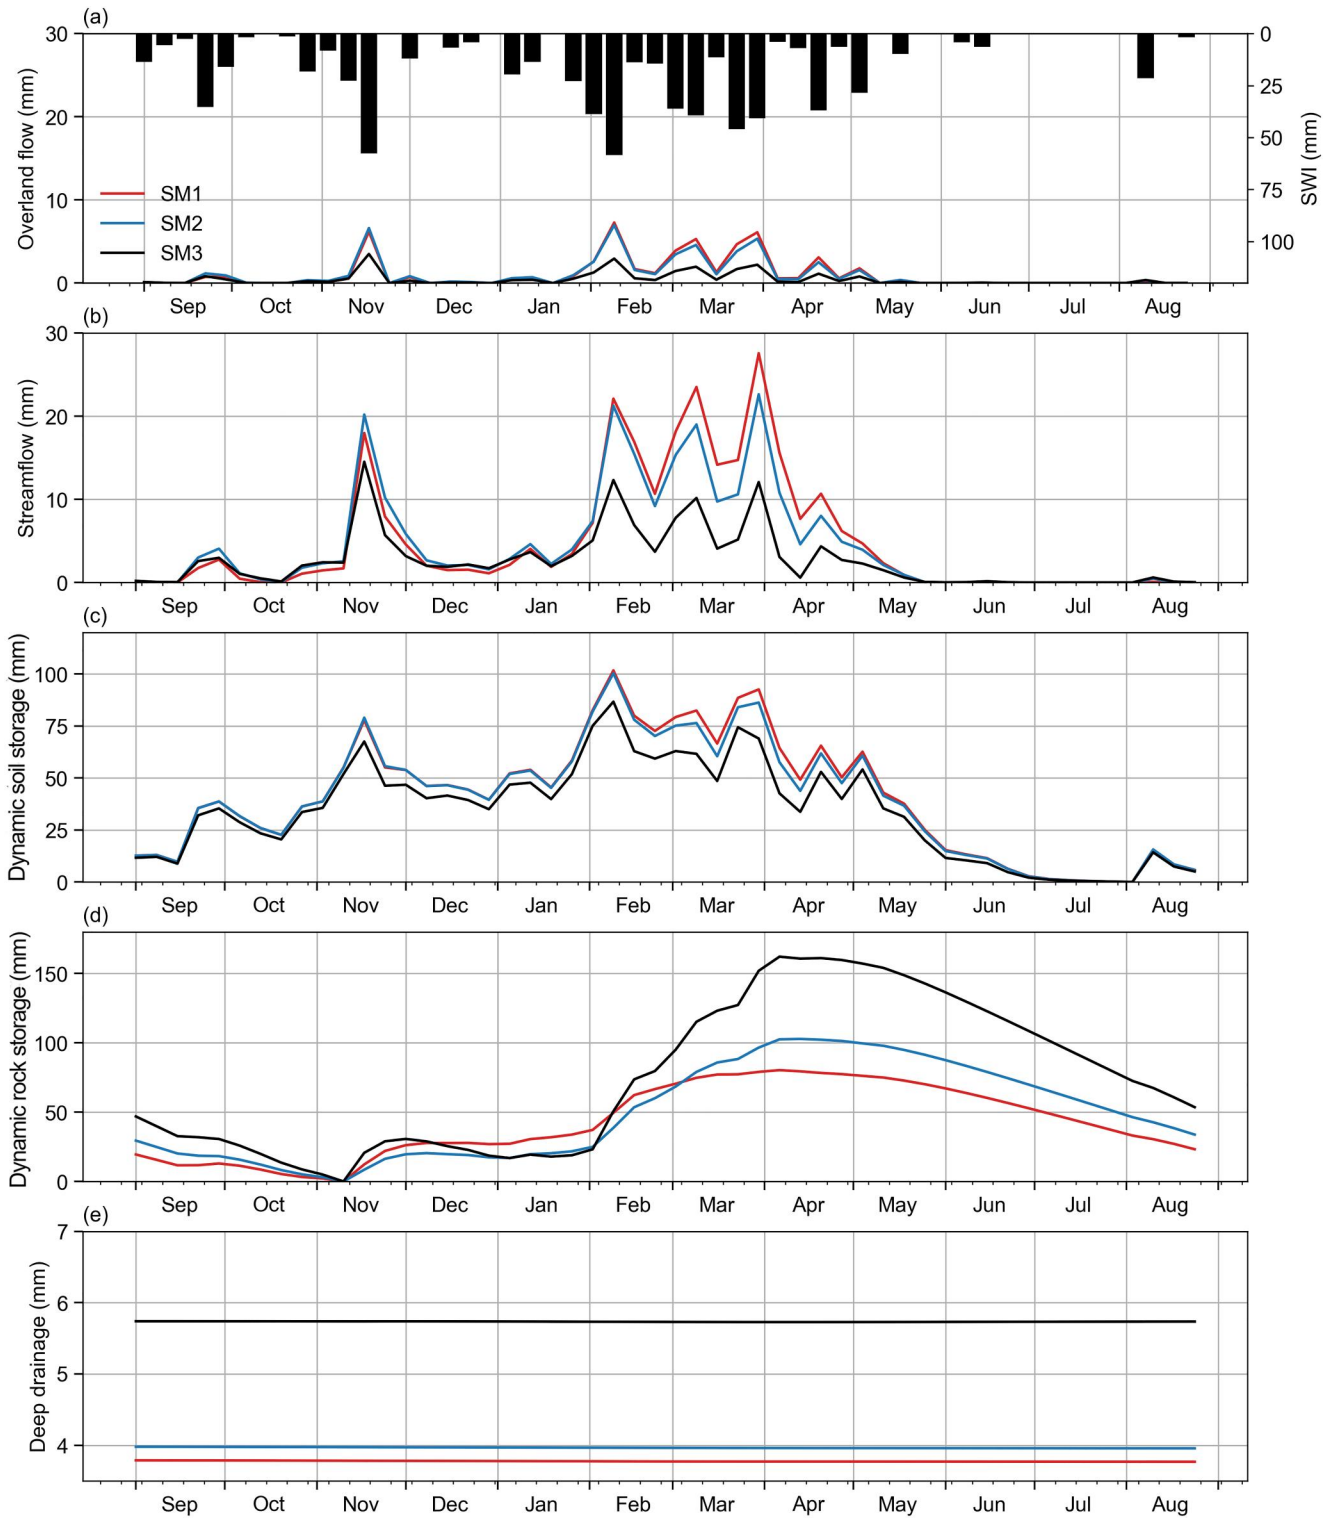 (a)
30
20
10
0
Overland flow (mm)
0
25
50
75
100
SWI (mm)
SM1
SM2
SM3
Sep Oct Nov Dec Jan Feb Mar Apr May Jun Jul Aug
(b)
30
20
10
0
Streamflow (mm)
Sep Oct Nov Dec Jan Feb Mar Apr May Jun Jul Aug
(c)
100
75
50
25
0
Dynamic soil storage (mm)
Sep Oct Nov Dec Jan Feb Mar Apr May Jun Jul Aug
(d)
150
100
50
0
Dynamic rock storage (mm)
Sep Oct Nov Dec Jan Feb Mar Apr May Jun Jul Aug
(e)
7
6
5
4
Deep drainage (mm)
Sep Oct Nov Dec Jan Feb Mar Apr May Jun Jul Aug